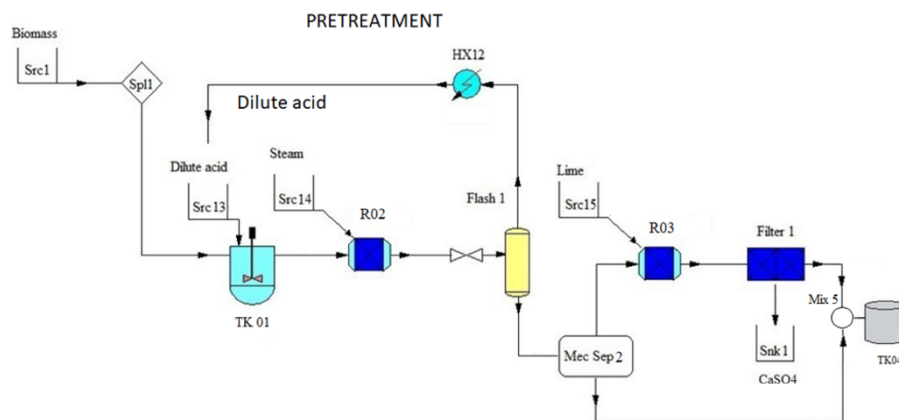 PRETREATMENT
Biomass
Src1
Spl1
HX12
Dilute acid
Dilute acid
Src13
Steam
Src14
R02
Flash 1
Lime
Src15
R03
Filter 1
TK 01
Mec Sep 2
Mix 5
Snk 1
CaSO4
TK04